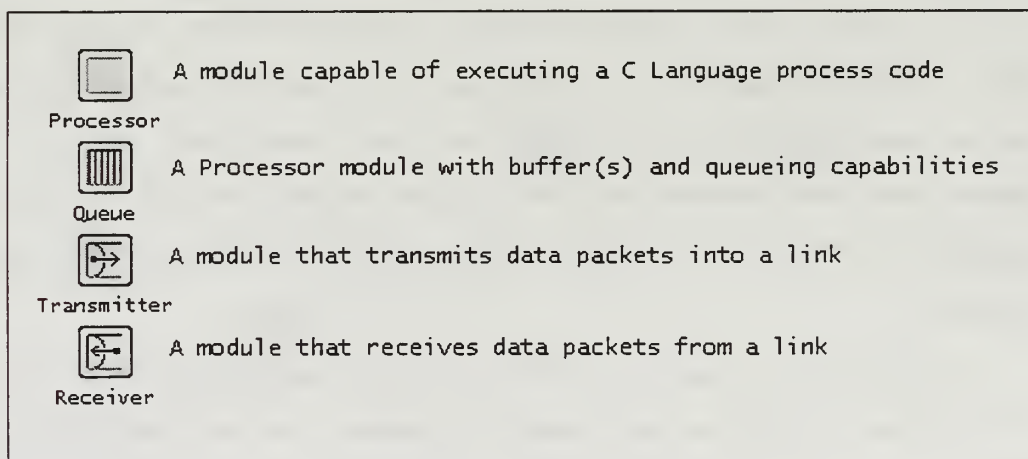 A module capable of executing a C Language process code
Processor
A Processor module with buffer(s) and queueing capabilities
Queue
A module that transmits data packets into a link
Transmitter
A module that receives data packets from a link
Receiver